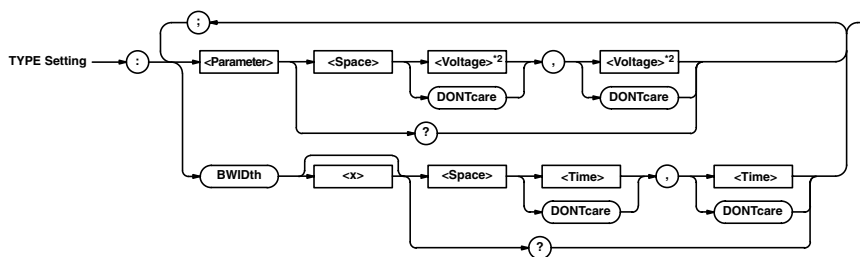 ;
TYPE Setting : <Parameter> <Space> <Voltage>*2 , <Voltage>*2
DONTcare DONTcare
?
BWIDth <x> <Space> <Time> , <Time>
DONTcare DONTcare
?